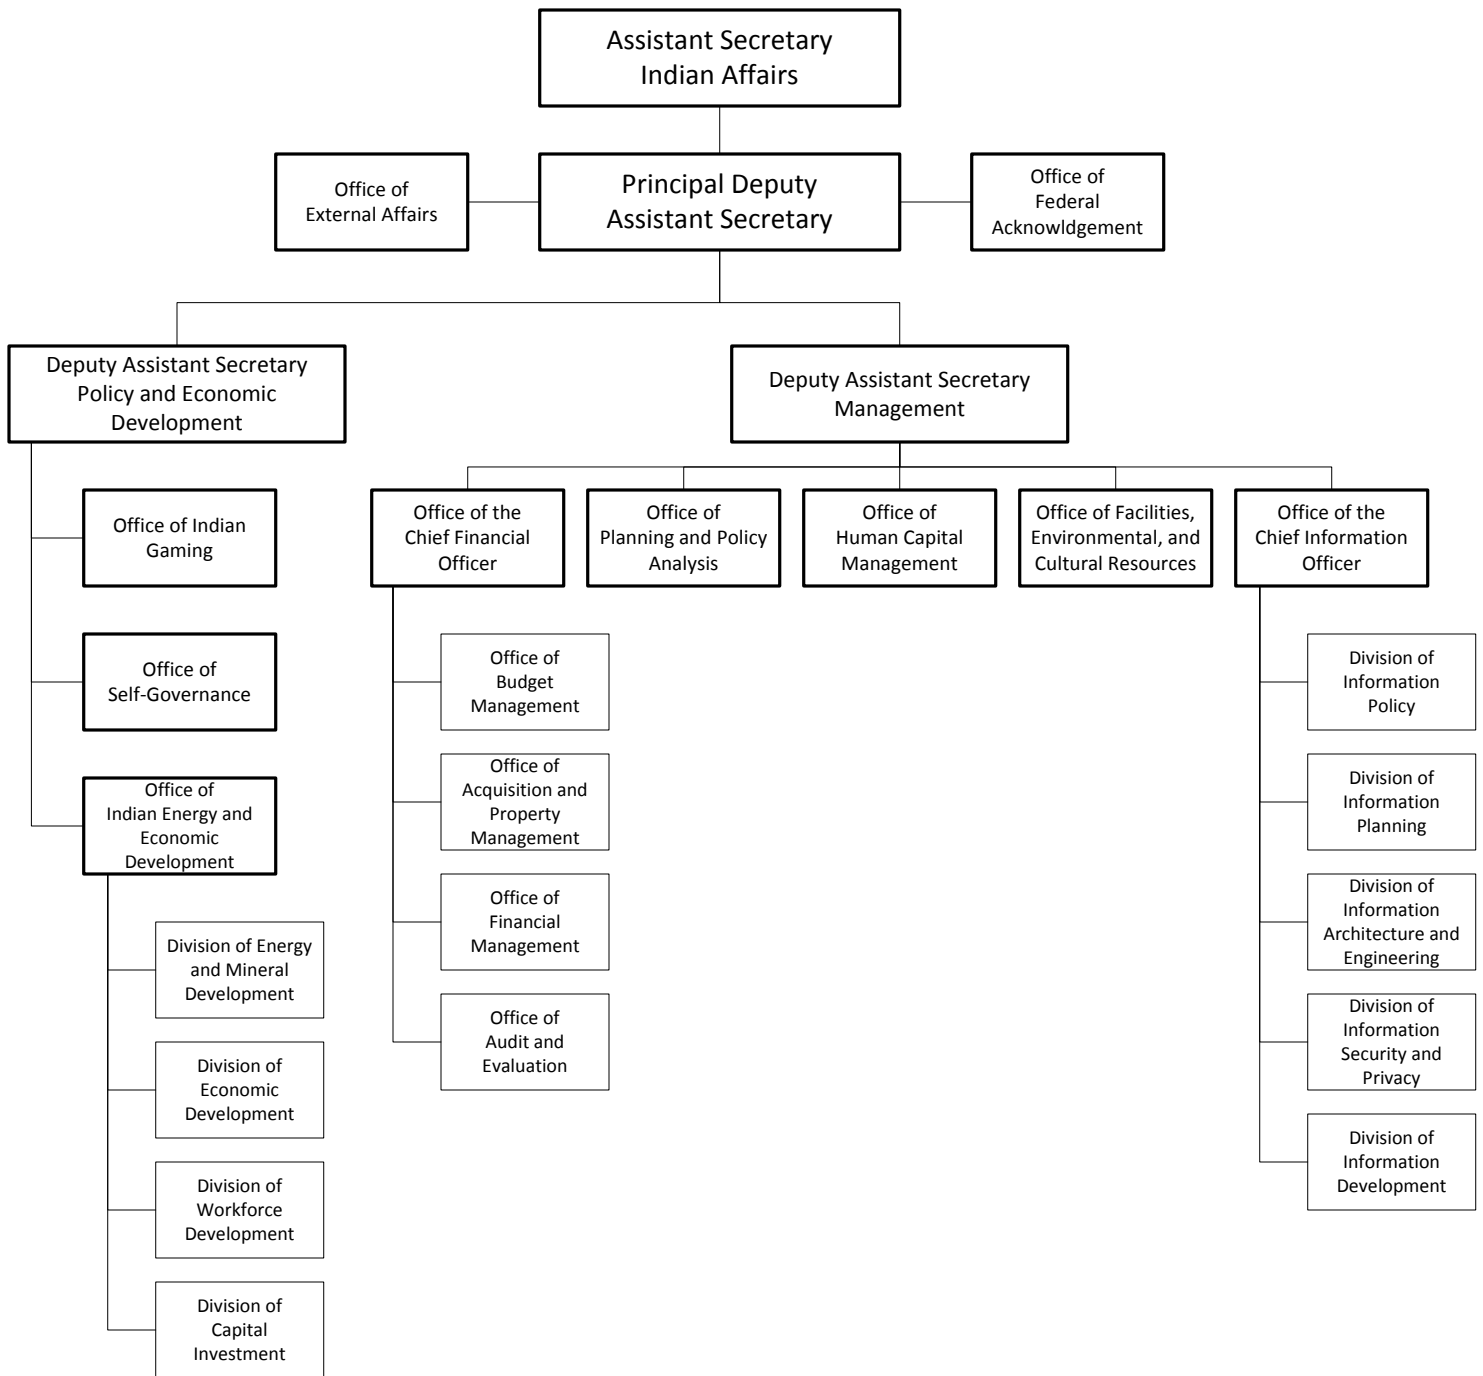 Assistant Secretary
Indian Affairs
Office of
External Affairs
Principal Deputy
Assistant Secretary
Office of
Federal
Acknowldgement
Deputy Assistant Secretary
Policy and Economic
Development
Deputy Assistant Secretary
Management
Office of Indian
Gaming
Office of
Self-Governance
Office of
Indian Energy and
Economic
Development
Division of Energy
and Mineral
Development
Division of
Economic
Development
Division of
Workforce
Development
Division of
Capital
Investment
Office of the
Chief Financial
Officer
Office of
Budget
Management
Office of
Acquisition and
Property
Management
Office of
Financial
Management
Office of
Audit and
Evaluation
Office of
Planning and Policy
Analysis
Office of
Human Capital
Management
Office of Facilities,
Environmental, and
Cultural Resources
Office of the
Chief Information
Officer
Division of
Information
Policy
Division of
Information
Planning
Division of
Information
Architecture and
Engineering
Division of
Information
Security and
Privacy
Division of
Information
Development